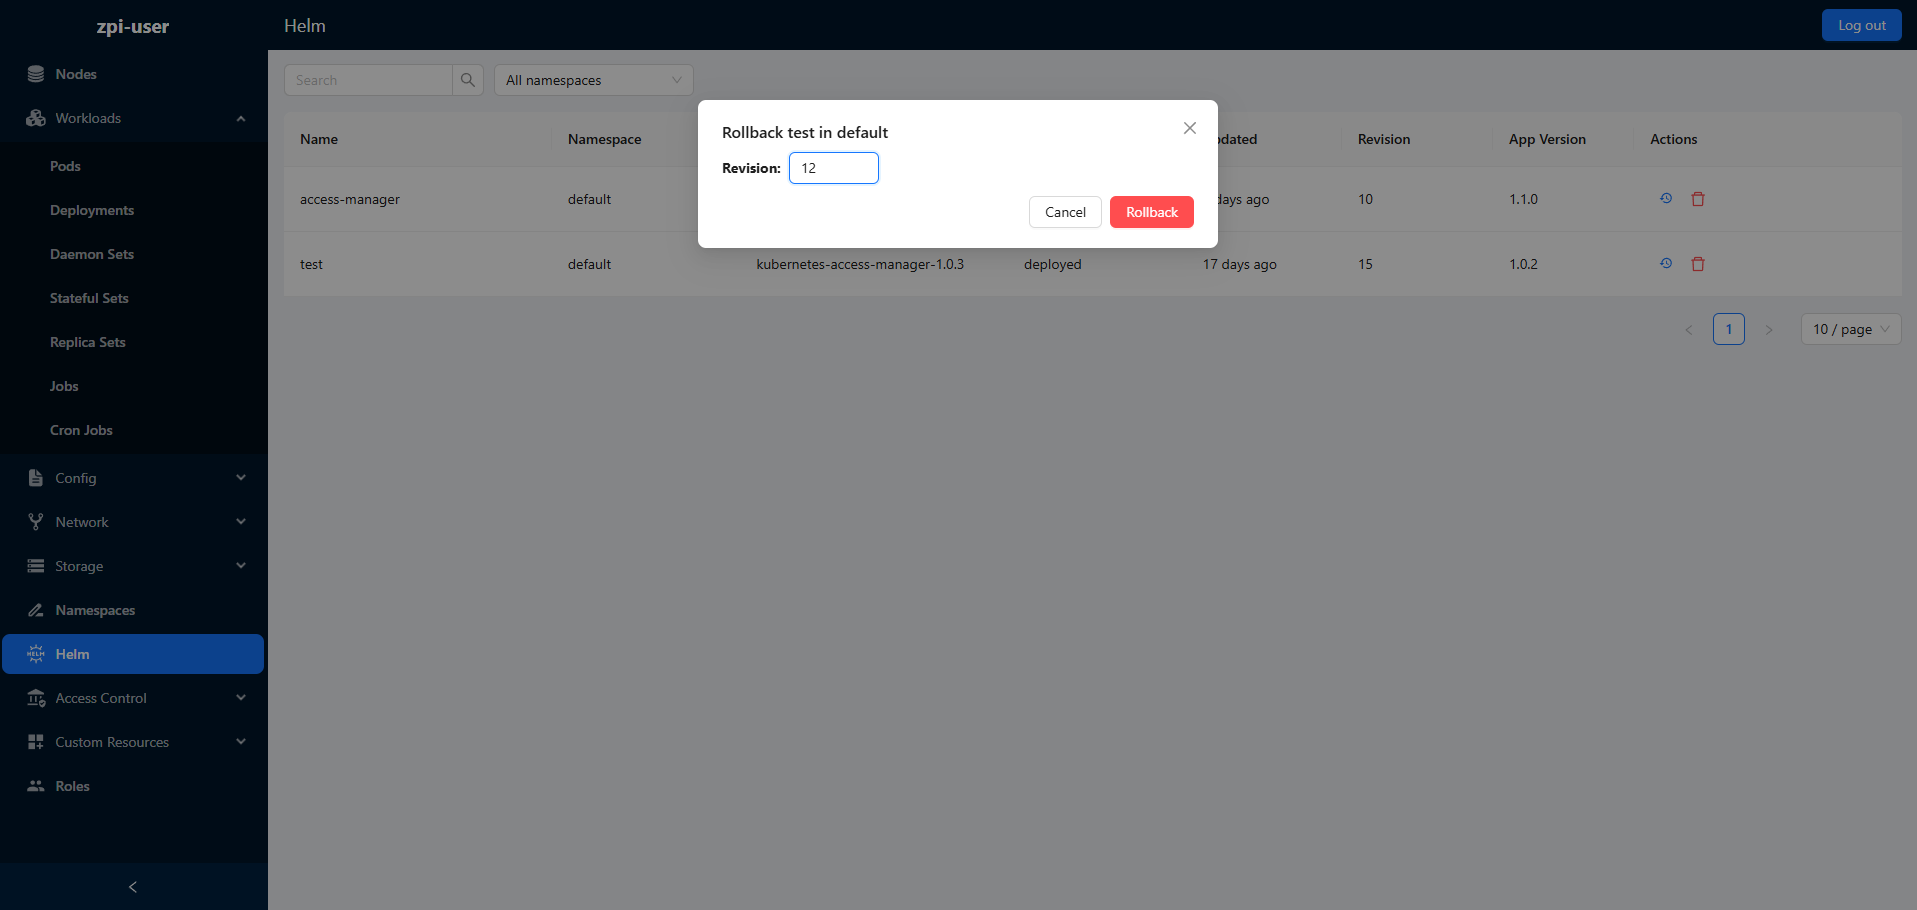 zpi-user
Helm
Log out
Nodes
Workloads
Pods
Deployments
Daemon Sets
Stateful Sets
Replica Sets
Jobs
Cron Jobs
Config
Network
Storage
Namespaces
Helm
Access Control
Custom Resources
Roles
Search
All namespaces
Rollback test in default
Revision: 12
Cancel
Rollback
Name Namespace pdated Revision App Version Actions
access-manager default days ago 10 1.1.0
test default kubernetes-access-manager-1.0.3 deployed 17 days ago 15 1.0.2
1
10 / page